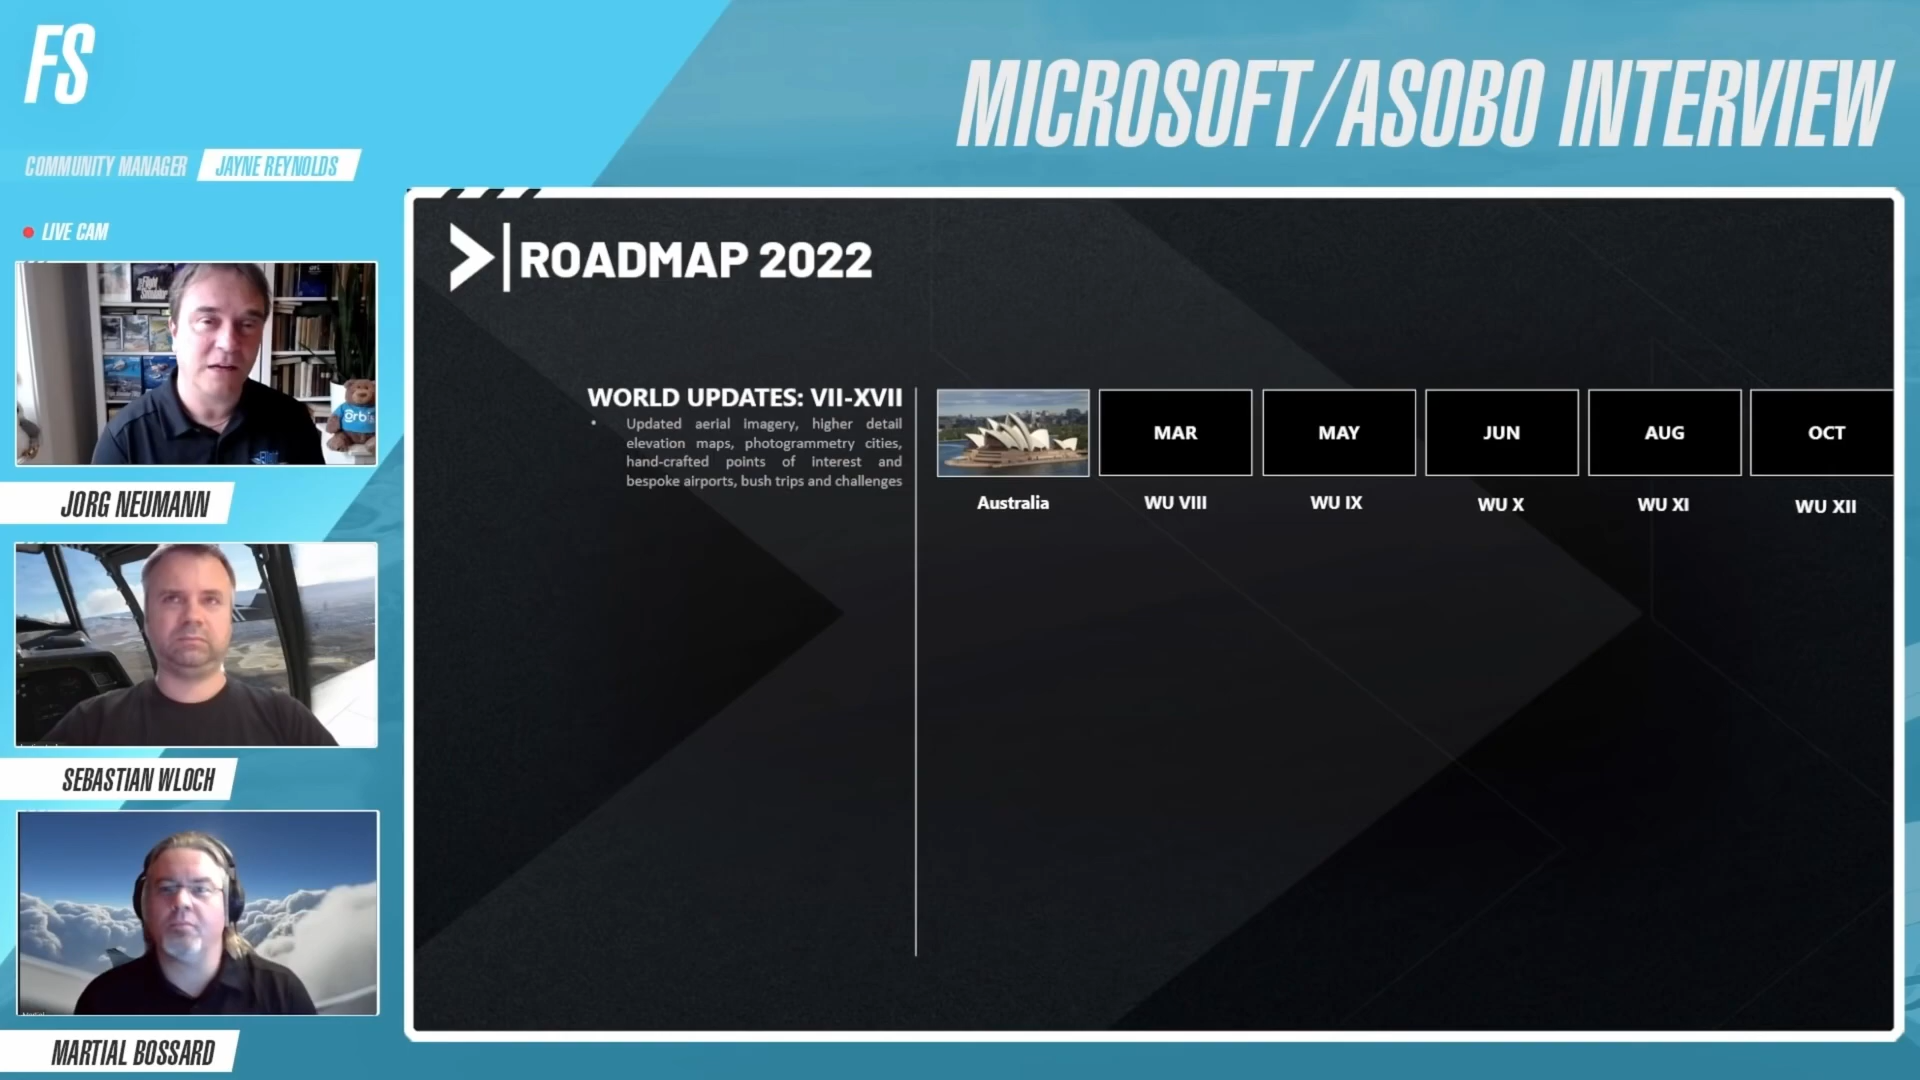 FS
MICROSOFT/ASOBO INTERVIEW
COMMUNITY MANAGER JAYNE REYNOLDS
LIVE CAM
JORG NEUMANN
SEBASTIAN WLOCH
MARTIAL BOSSARD
ROADMAP 2022
WORLD UPDATES: VII-XVII
• Updated aerial imagery, higher detail
elevation maps, photogrammetry cities,
hand-crafted points of interest and
bespoke airports, bush trips and challenges
MAR MAY JUN AUG OCT
Australia WU VIII WU IX WU X WU XI WU XII